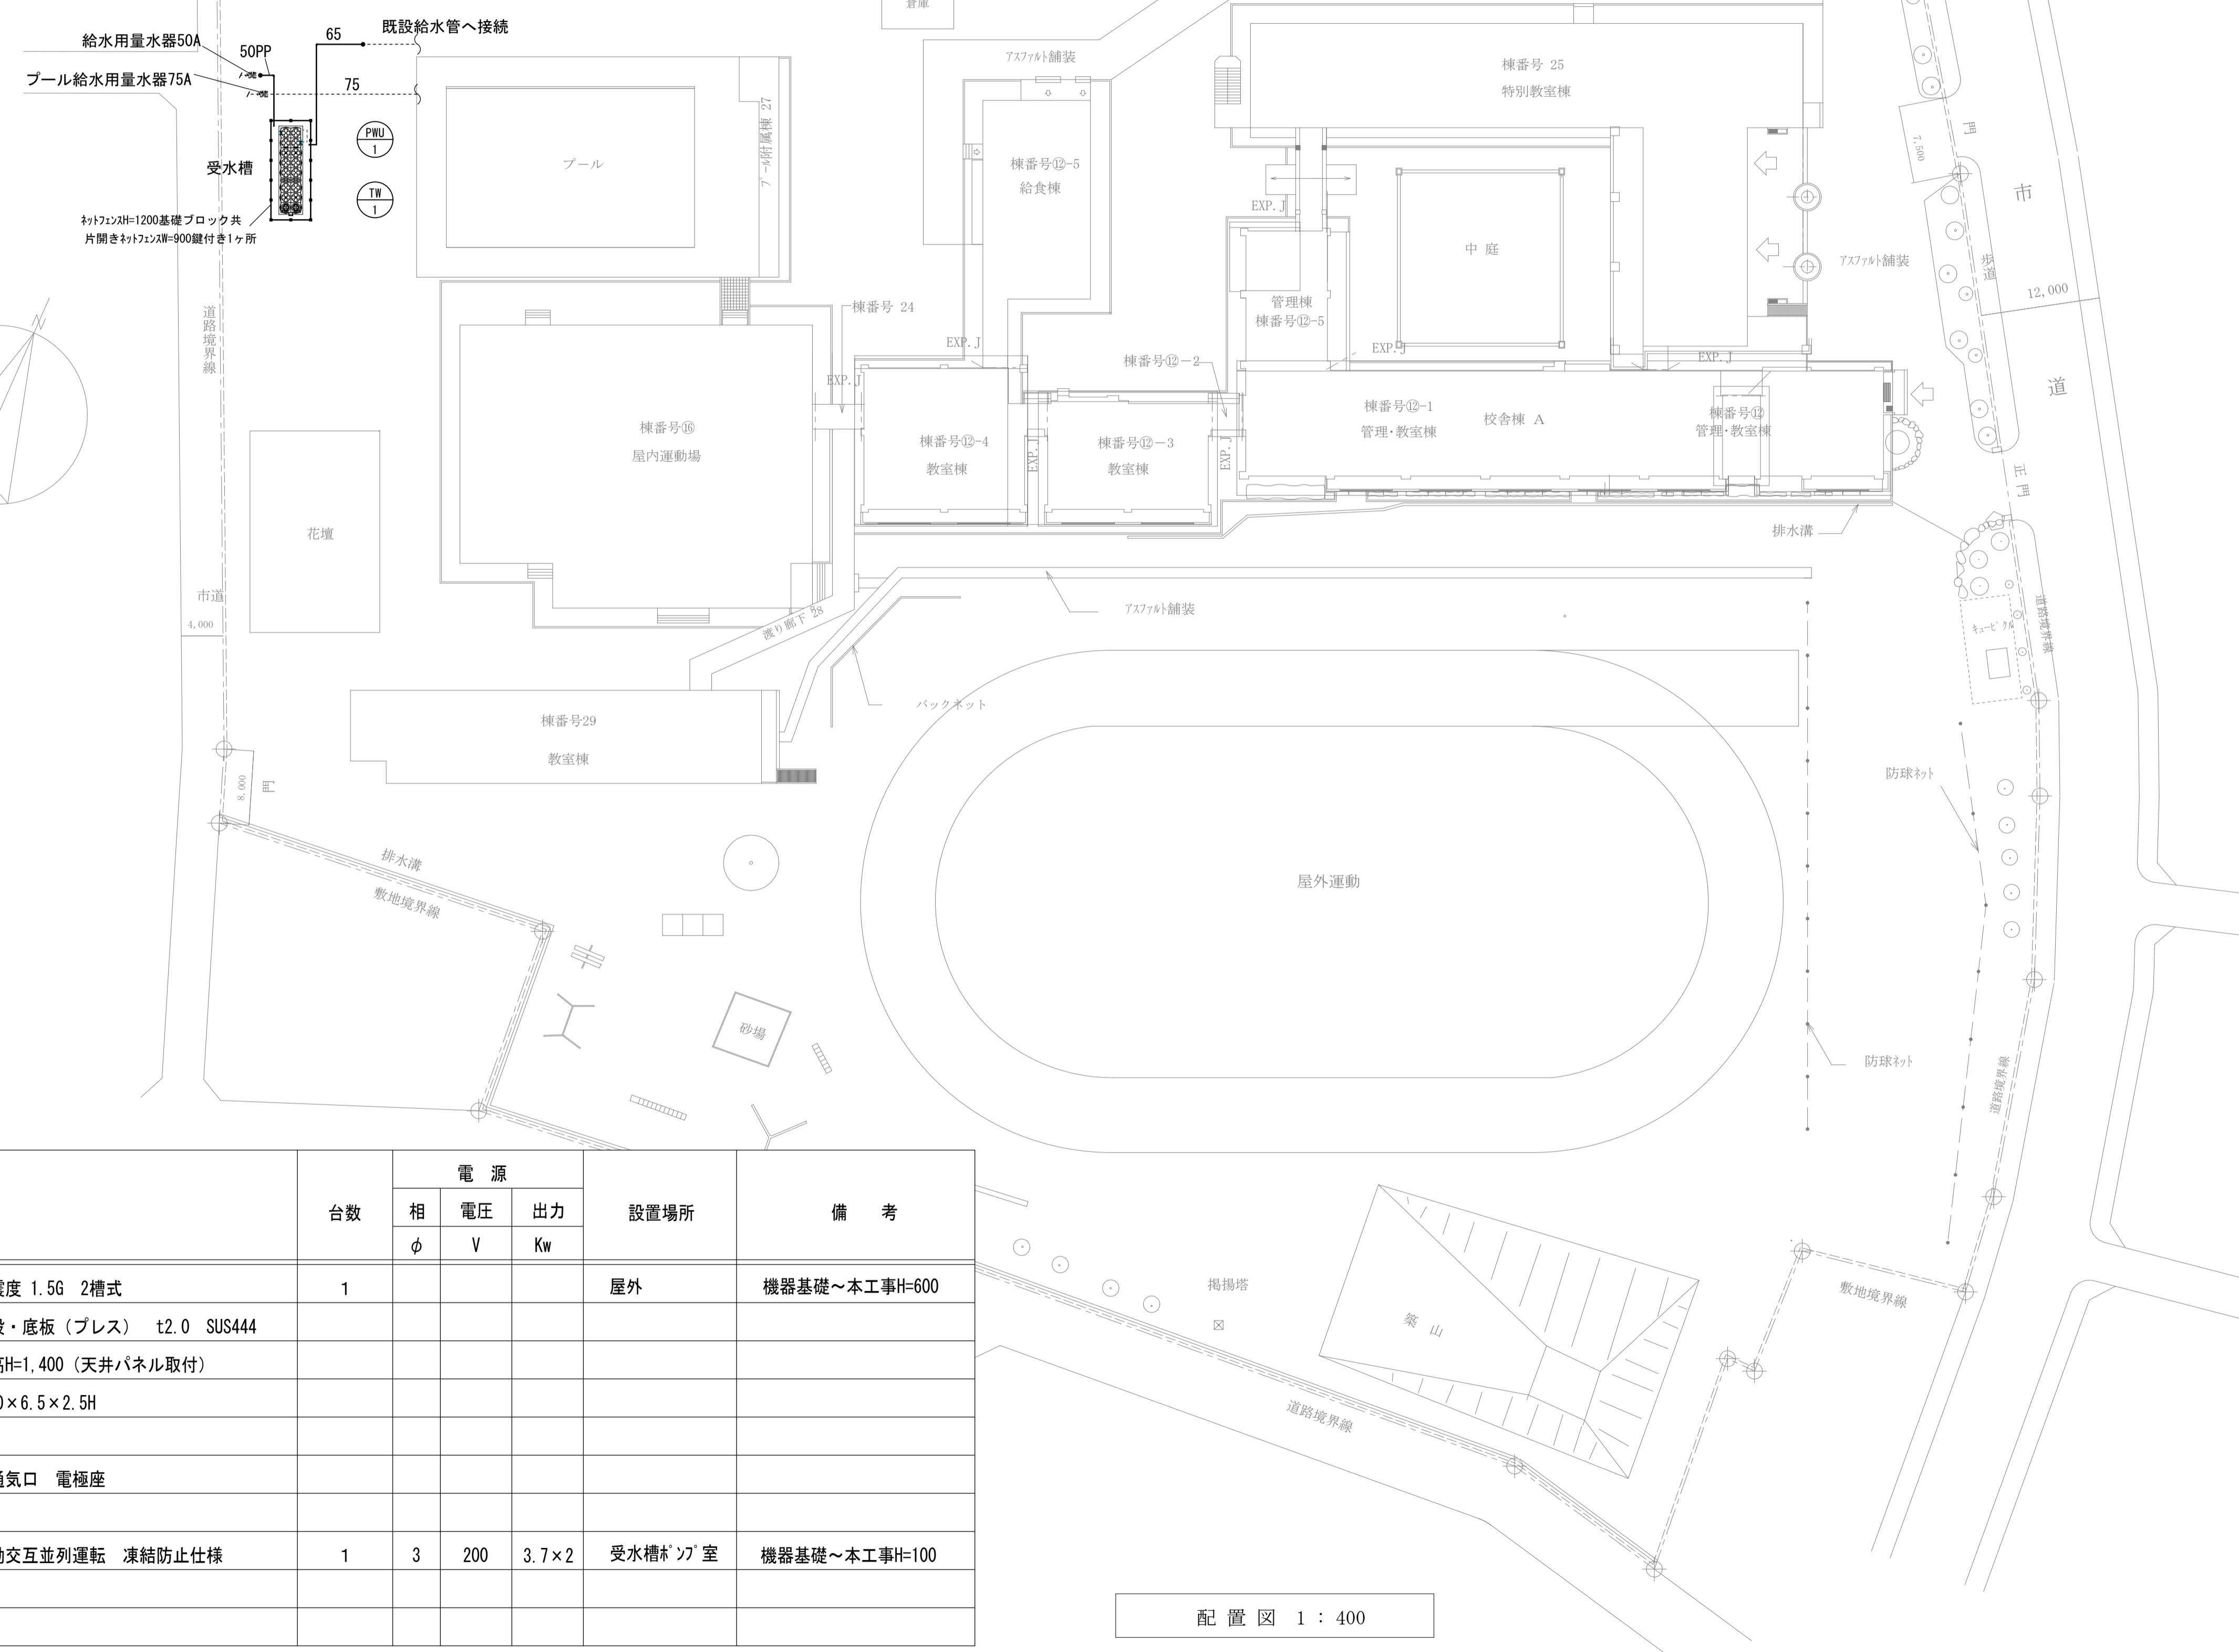 倉庫
給水用量水器50A
50PP
65
既設給水管へ接続
プール給水用量水器75A
75
受水槽
PWU
1
TW
1
ネットフェンスH=1200基礎ブロック共
片開きネットフェンスW=900鍵付き1ヶ所
プール
プール附属棟 27
アスファルト舗装
棟番号⑫-5
給食棟
棟番号 25
特別教室棟
EXP.J
中 庭
管理棟
棟番号⑫-5
アスファルト舗装
門
7,500
歩道
市
道
12,000
道路境界線
棟番号 24
EXP.J
EXP.J
棟番号⑫－2
EXP.J
EXP.J
棟番号⑯
屋内運動場
棟番号⑫-4
教室棟
EXP.J
棟番号⑫－3
教室棟
EXP.J
棟番号⑫-1
管理・教室棟
校舎棟 A
棟番号⑫
管理・教室棟
正門
排水溝
花壇
市道
4,000
渡り廊下 28
アスファルト舗装
キュービクル
道路境界線
バックネット
棟番号29
教室棟
8.000
門
防球ネット
排水溝
敷地境界線
屋外運動
砂場
防球ネット
道路境界線
掲揚塔
築 山
敷地境界線
道路境界線
台数
電 源
設置場所
備 考
相
電圧
出力
φ
V
Kw
震度 1.5G 2槽式
1
屋外
機器基礎～本工事H=600
・底板（プレス） t2.0 SUS444
H=1,400（天井パネル取付）
×6.5×2.5H
通気口 電極座
交互並列運転 凍結防止仕様
1
3
200
3.7×2
受水槽ポンプ室
機器基礎～本工事H=100
配 置 図 1 : 400